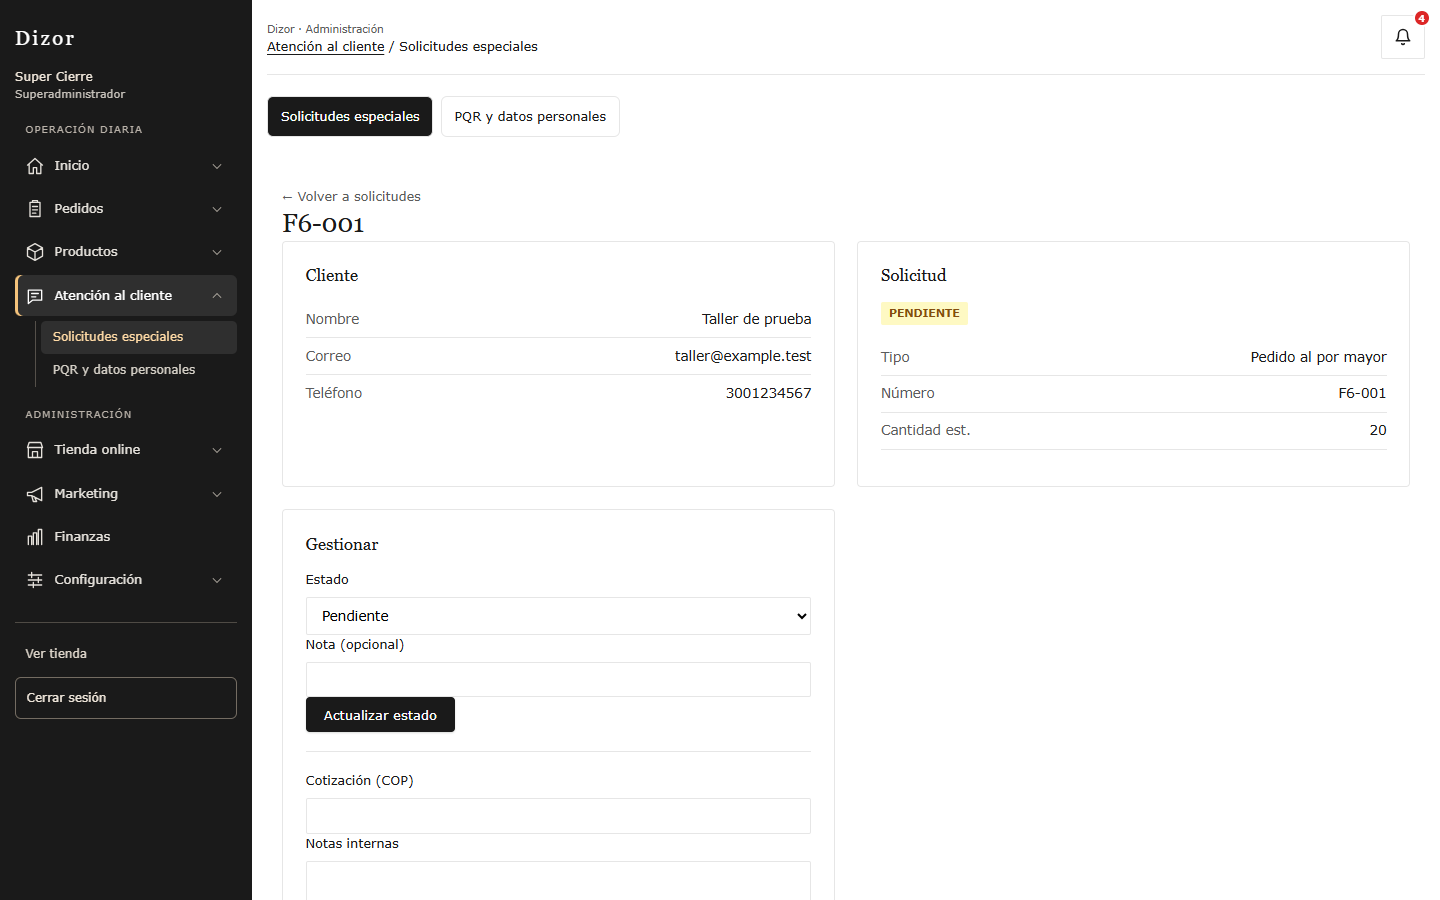 Dizor
Super Cierre
Superadministrador
OPERACIÓN DIARIA
Inicio
Pedidos
Productos
Atención al cliente
Solicitudes especiales
PQR y datos personales
ADMINISTRACIÓN
Tienda online
Marketing
Finanzas
Configuración
Ver tienda
Cerrar sesión
Dizor · Administración
Atención al cliente / Solicitudes especiales
4
Solicitudes especiales
PQR y datos personales
← Volver a solicitudes
F6-001
Cliente
Nombre Taller de prueba
Correo taller@example.test
Teléfono 3001234567
Solicitud
PENDIENTE
Tipo Pedido al por mayor
Número F6-001
Cantidad est. 20
Gestionar
Estado
Pendiente
Nota (opcional)
Actualizar estado
Cotización (COP)
Notas internas